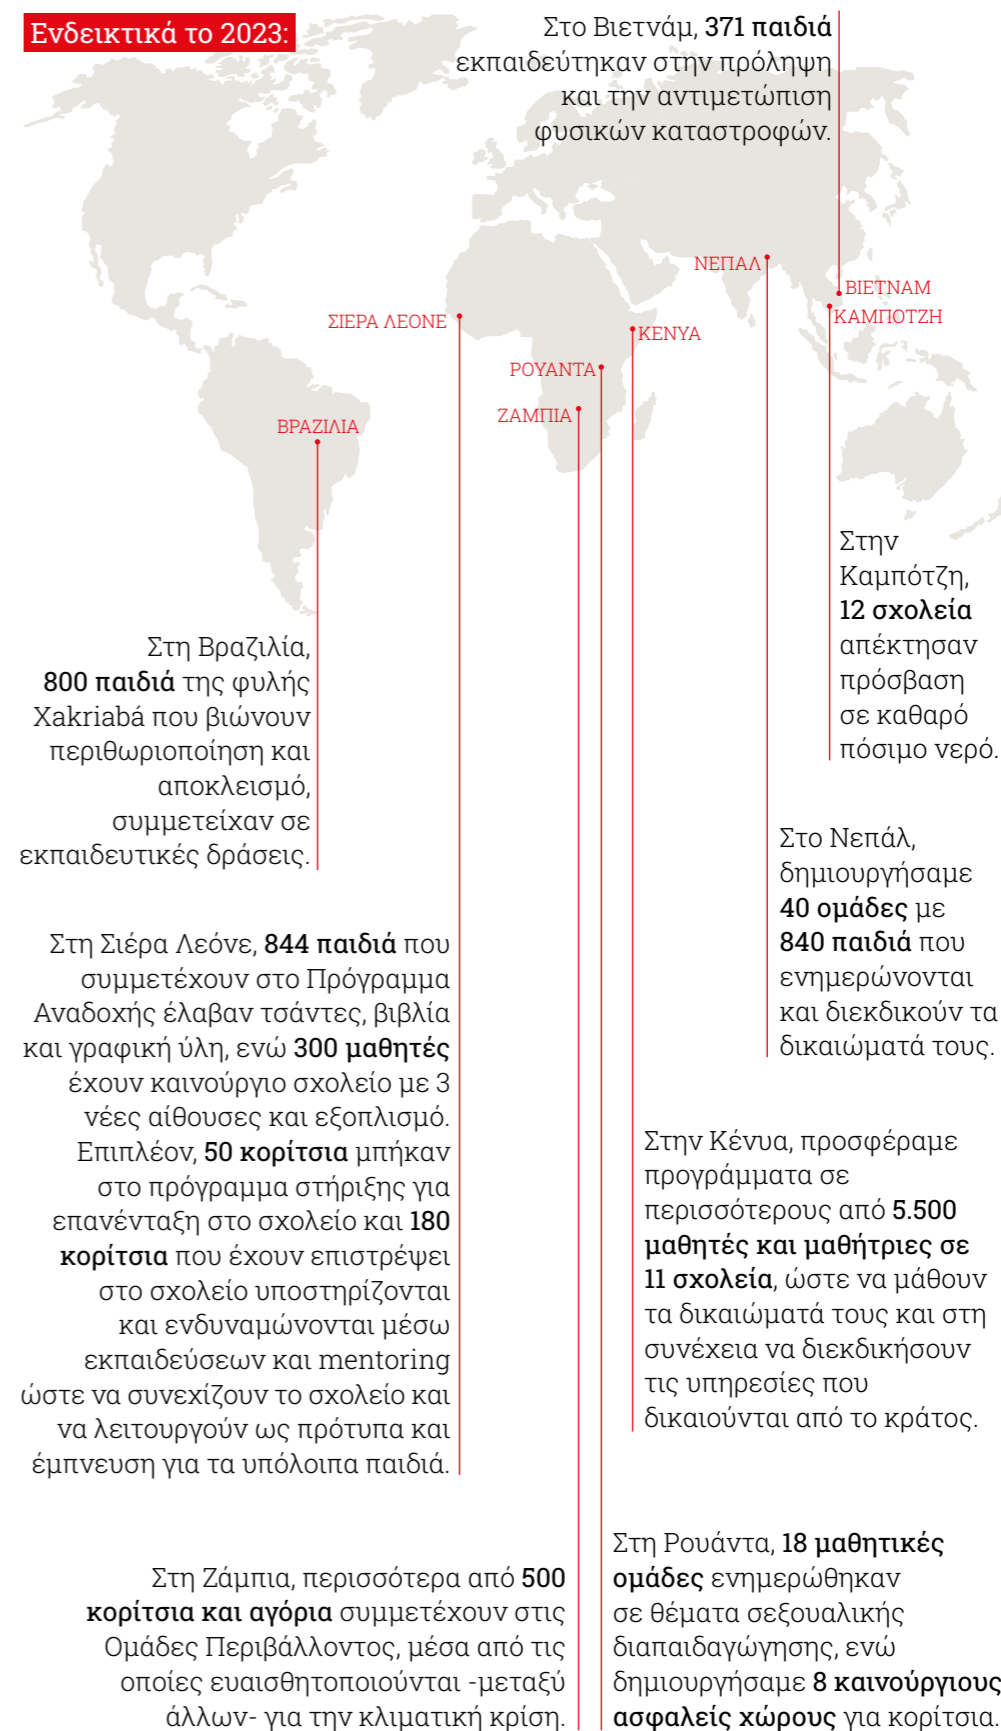 Ενδεικτικά το 2023:
Στο Βιετνάμ, 371 παιδιά
εκπαιδεύτηκαν στην πρόληψη
και την αντιμετώπιση
φυσικών καταστροφών.
ΝΕΠΑΛ
ΒΙΕΤΝΑΜ
ΚΑΜΠΟΤΖΗ
ΣΙΕΡΑ ΛΕΟΝΕ
ΚΕΝΥΑ
ΡΟΥΑΝΤΑ
ΖΑΜΠΙΑ
ΒΡΑΖΙΛΙΑ
Στην
Καμπότζη,
12 σχολεία
απέκτησαν
πρόσβαση
σε καθαρό
πόσιμο νερό.
Στη Βραζιλία,
800 παιδιά της φυλής
Xakriabá που βιώνουν
περιθωριοποίηση και
αποκλεισμό,
συμμετείχαν σε
εκπαιδευτικές δράσεις.
Στο Νεπάλ,
δημιουργήσαμε
40 ομάδες με
840 παιδιά που
ενημερώνονται
και διεκδικούν τα
δικαιώματά τους.
Στη Σιέρα Λεόνε, 844 παιδιά που
συμμετέχουν στο Πρόγραμμα
Αναδοχής έλαβαν τσάντες, βιβλία
και γραφική ύλη, ενώ 300 μαθητές
έχουν καινούργιο σχολείο με 3
νέες αίθουσες και εξοπλισμό.
Επιπλέον, 50 κορίτσια μπήκαν
στο πρόγραμμα στήριξης για
επανένταξη στο σχολείο και 180
κορίτσια που έχουν επιστρέψει
στο σχολείο υποστηρίζονται
και ενδυναμώνονται μέσω
εκπαιδεύσεων και mentoring
ώστε να συνεχίζουν το σχολείο και
να λειτουργούν ως πρότυπα και
έμπνευση για τα υπόλοιπα παιδιά.
Στην Κένυα, προσφέραμε
προγράμματα σε
περισσότερους από 5.500
μαθητές και μαθήτριες σε
11 σχολεία, ώστε να μάθουν
τα δικαιώματά τους και στη
συνέχεια να διεκδικήσουν
τις υπηρεσίες που
δικαιούνται από το κράτος.
Στη Ζάμπια, περισσότερα από 500
κορίτσια και αγόρια συμμετέχουν στις
Ομάδες Περιβάλλοντος, μέσα από τις
οποίες ευαισθητοποιούνται -μεταξύ
άλλων- για την κλιματική κρίση.
Στη Ρουάντα, 18 μαθητικές
ομάδες ενημερώθηκαν
σε θέματα σεξουαλικής
διαπαιδαγώγησης, ενώ
δημιουργήσαμε 8 καινούργιους
ασφαλείς χώρους για κορίτσια.